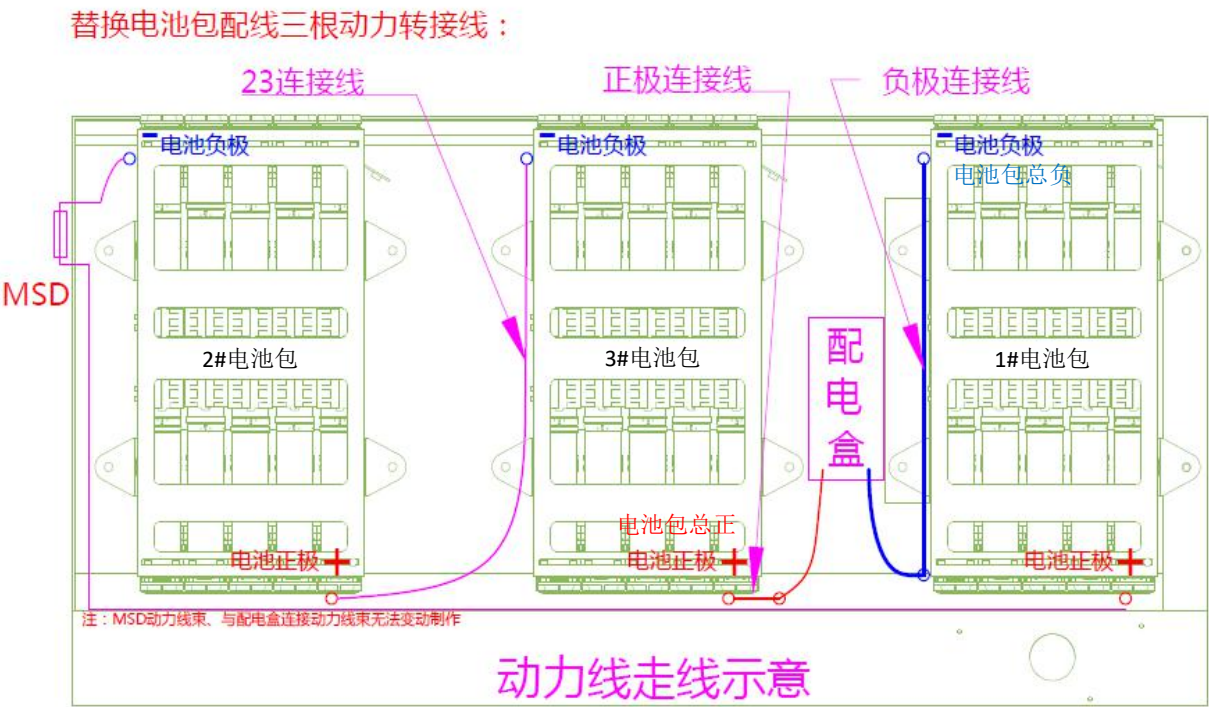 替换电池包配线三根动力转接线：
23连接线
正极连接线
负极连接线
电池负极
电池负极
电池负极
电池包总负
MSD
2#电池包
3#电池包
配电盒
1#电池包
电池包总正
电池正极
电池正极
电池正极
注：MSD动力线束、与配电盒连接动力线束无法变动制作
动力线走线示意